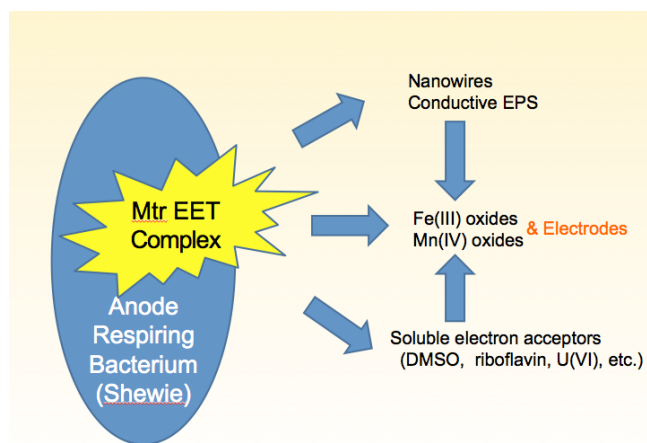 Nanowires
Conductive EPS
Mtr EET
Complex
Fe(III) oxides
Mn(IV) oxides
& Electrodes
Anode
Respiring
Bacterium
(Shewie)
Soluble electron acceptors
(DMSO, riboflavin, U(VI), etc.)